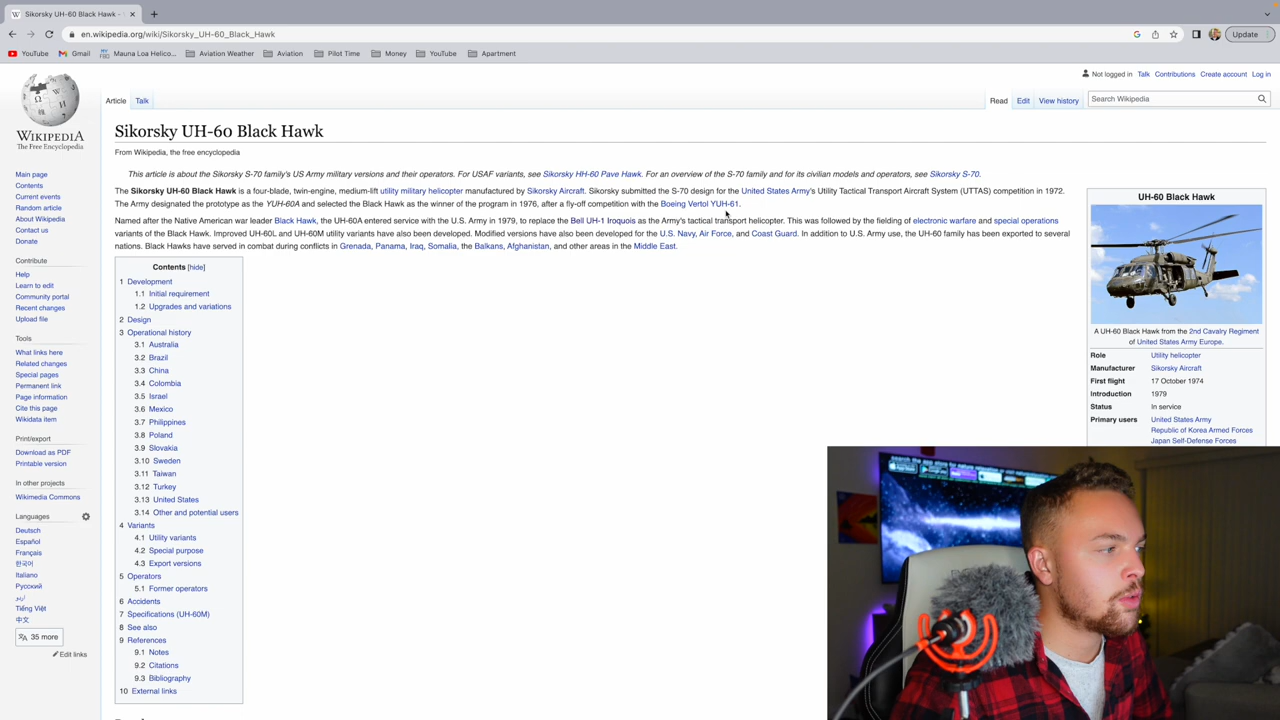 Sikorsky UH-60 Black Hawk -
en.wikipedia.org/wiki/Sikorsky_UH-60_Black_Hawk
Update
YouTube
Gmail
Mauna Loa Helico...
Aviation Weather
Aviation
Pilot Time
Money
YouTube
Apartment
Not logged in Talk Contributions Create account Log in
WIKIPEDIA
The Free Encyclopedia
Article Talk
Read Edit View history
Search Wikipedia
Main page
Contents
Current events
Random article
About Wikipedia
Contact us
Donate
Contribute
Help
Learn to edit
Community portal
Recent changes
Upload file
Tools
What links here
Related changes
Special pages
Permanent link
Page information
Cite this page
Wikidata item
Print/export
Download as PDF
Printable version
In other projects
Wikimedia Commons
Languages
Deutsch
Español
Français
한국어
Italiano
Русский
اردو
Tiếng Việt
中文
35 more
Edit links
Sikorsky UH-60 Black Hawk
From Wikipedia, the free encyclopedia
This article is about the Sikorsky S-70 family's US Army military versions and their operators. For USAF variants, see Sikorsky HH-60 Pave Hawk. For an overview of the S-70 family and for its civilian models and operators, see Sikorsky S-70.
The Sikorsky UH-60 Black Hawk is a four-blade, twin-engine, medium-lift utility military helicopter manufactured by Sikorsky Aircraft. Sikorsky submitted the S-70 design for the United States Army's Utility Tactical Transport Aircraft System (UTTAS) competition in 1972.
The Army designated the prototype as the YUH-60A and selected the Black Hawk as the winner of the program in 1976, after a fly-off competition with the Boeing Vertol YUH-61.
Named after the Native American war leader Black Hawk, the UH-60A entered service with the U.S. Army in 1979, to replace the Bell UH-1 Iroquois as the Army's tactical transport helicopter. This was followed by the fielding of electronic warfare and special operations
variants of the Black Hawk. Improved UH-60L and UH-60M utility variants have also been developed. Modified versions have also been developed for the U.S. Navy, Air Force, and Coast Guard. In addition to U.S. Army use, the UH-60 family has been exported to several
nations. Black Hawks have served in combat during conflicts in Grenada, Panama, Iraq, Somalia, the Balkans, Afghanistan, and other areas in the Middle East.
Contents [hide]
1 Development
1.1 Initial requirement
1.2 Upgrades and variations
2 Design
3 Operational history
3.1 Australia
3.2 Brazil
3.3 China
3.4 Colombia
3.5 Israel
3.6 Mexico
3.7 Philippines
3.8 Poland
3.9 Slovakia
3.10 Sweden
3.11 Taiwan
3.12 Turkey
3.13 United States
3.14 Other and potential users
4 Variants
4.1 Utility variants
4.2 Special purpose
4.3 Export versions
5 Operators
5.1 Former operators
6 Accidents
7 Specifications (UH-60M)
8 See also
9 References
9.1 Notes
9.2 Citations
9.3 Bibliography
10 External links
UH-60 Black Hawk
A UH-60 Black Hawk from the 2nd Cavalry Regiment
of United States Army Europe.
Role Utility helicopter
Manufacturer Sikorsky Aircraft
First flight 17 October 1974
Introduction 1979
Status In service
Primary users United States Army
Republic of Korea Armed Forces
Japan Self-Defense Forces